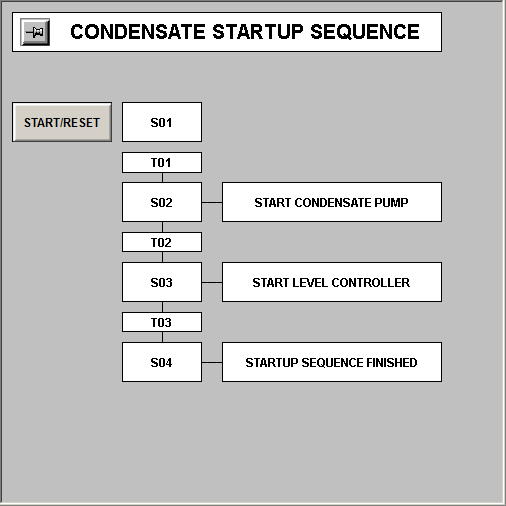 CONDENSATE STARTUP SEQUENCE
START/RESET S01
T01
S02 START CONDENSATE PUMP
T02
S03 START LEVEL CONTROLLER
T03
S04 STARTUP SEQUENCE FINISHED